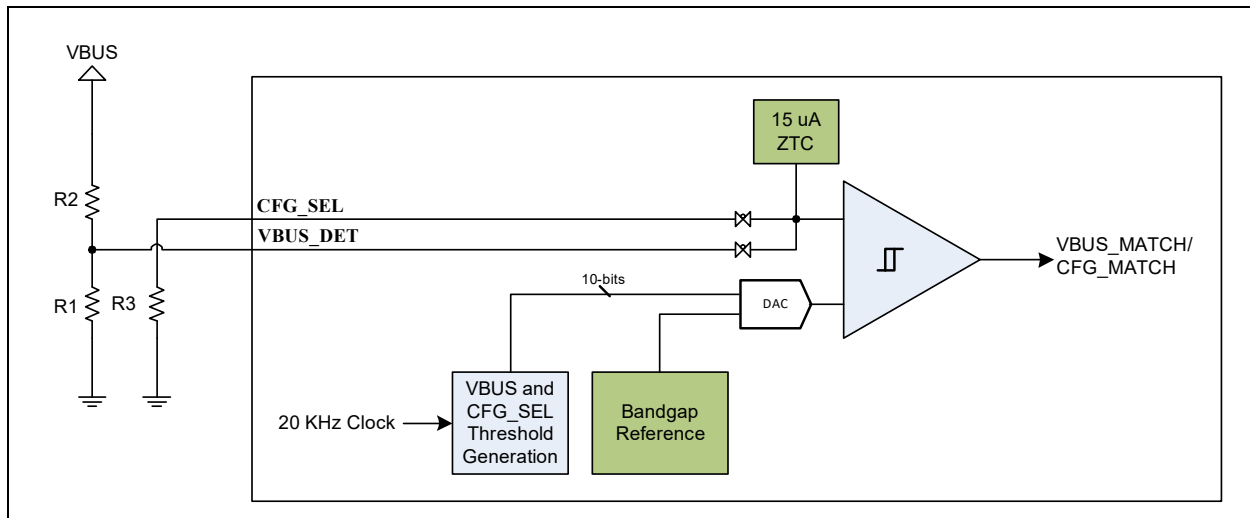 VBUS
15 uA
ZTC
R2
CFG_SEL
VBUS_DET
VBUS_MATCH/
CFG_MATCH
10-bits
R1
R3
DAC
VBUS and
CFG_SEL
Threshold
Generation
Bandgap
Reference
20 KHz Clock